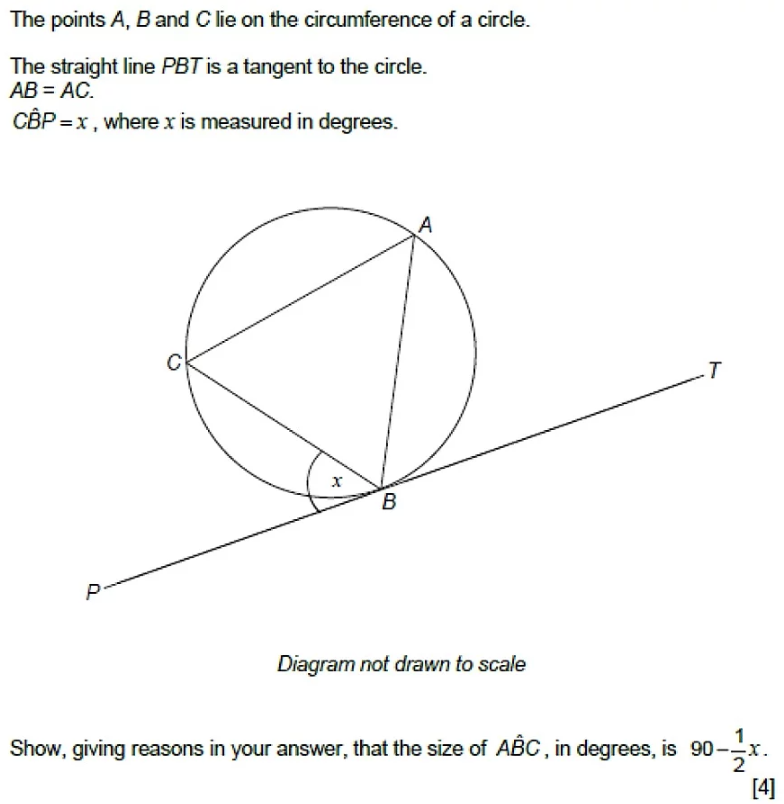 The points A, B and C lie on the circumference of a circle.
The straight line PBT is a tangent to the circle.
AB = AC.
CB̂P = x , where x is measured in degrees.
A
C
T
x
B
P
Diagram not drawn to scale
Show, giving reasons in your answer, that the size of AB̂C , in degrees, is 90 − 1/2 x .
[4]